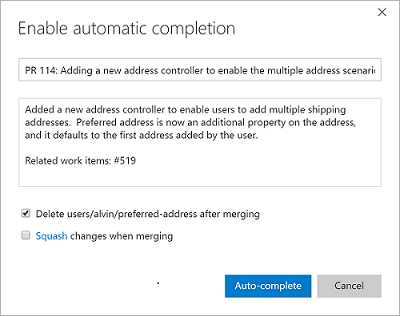 Enable automatic completion
PR 114: Adding a new address controller to enable the multiple address scenari
Added a new address controller to enable users to add multiple shipping
addresses. Preferred address is now an additional property on the address,
and it defaults to the first address added by the user.
Related work items: #519
Delete users/alvin/preferred-address after merging
Squash changes when merging
Auto-complete
Cancel